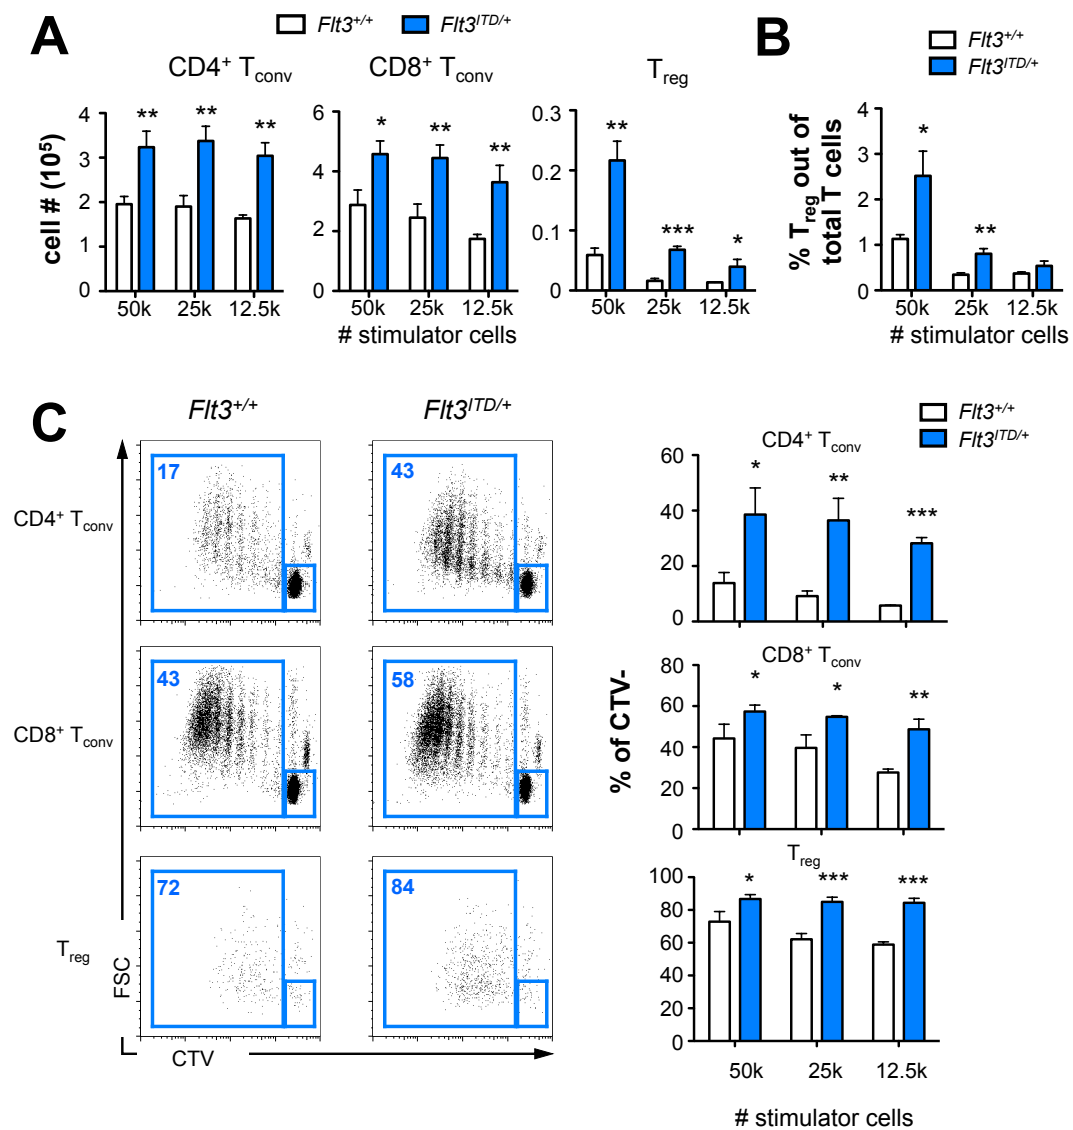 A
Flt3+/+ Flt3ITD/+
CD4+ Tconv CD8+ Tconv Treg
cell # (10⁵)
4
3
2
1
0
50k 25k 12.5k
** ** **
6
4
2
0
50k 25k 12.5k
* ** **
# stimulator cells
0.3
0.2
0.1
0
50k 25k 12.5k
** *** *
B
Flt3+/+
Flt3ITD/+
% Treg out of
total T cells
4
3
2
1
0
* **
50k 25k 12.5k
# stimulator cells
C
Flt3+/+ Flt3ITD/+
CD4+ Tconv
17 43
CD8+ Tconv
43 58
Treg
72 84
FSC
CTV
Flt3+/+
Flt3ITD/+
% of CTV-
CD4+ Tconv
60
40
20
0
* ** ***
CD8+ Tconv
80
60
40
20
0
* * **
Treg
100
80
60
40
20
0
* *** ***
50k 25k 12.5k
# stimulator cells